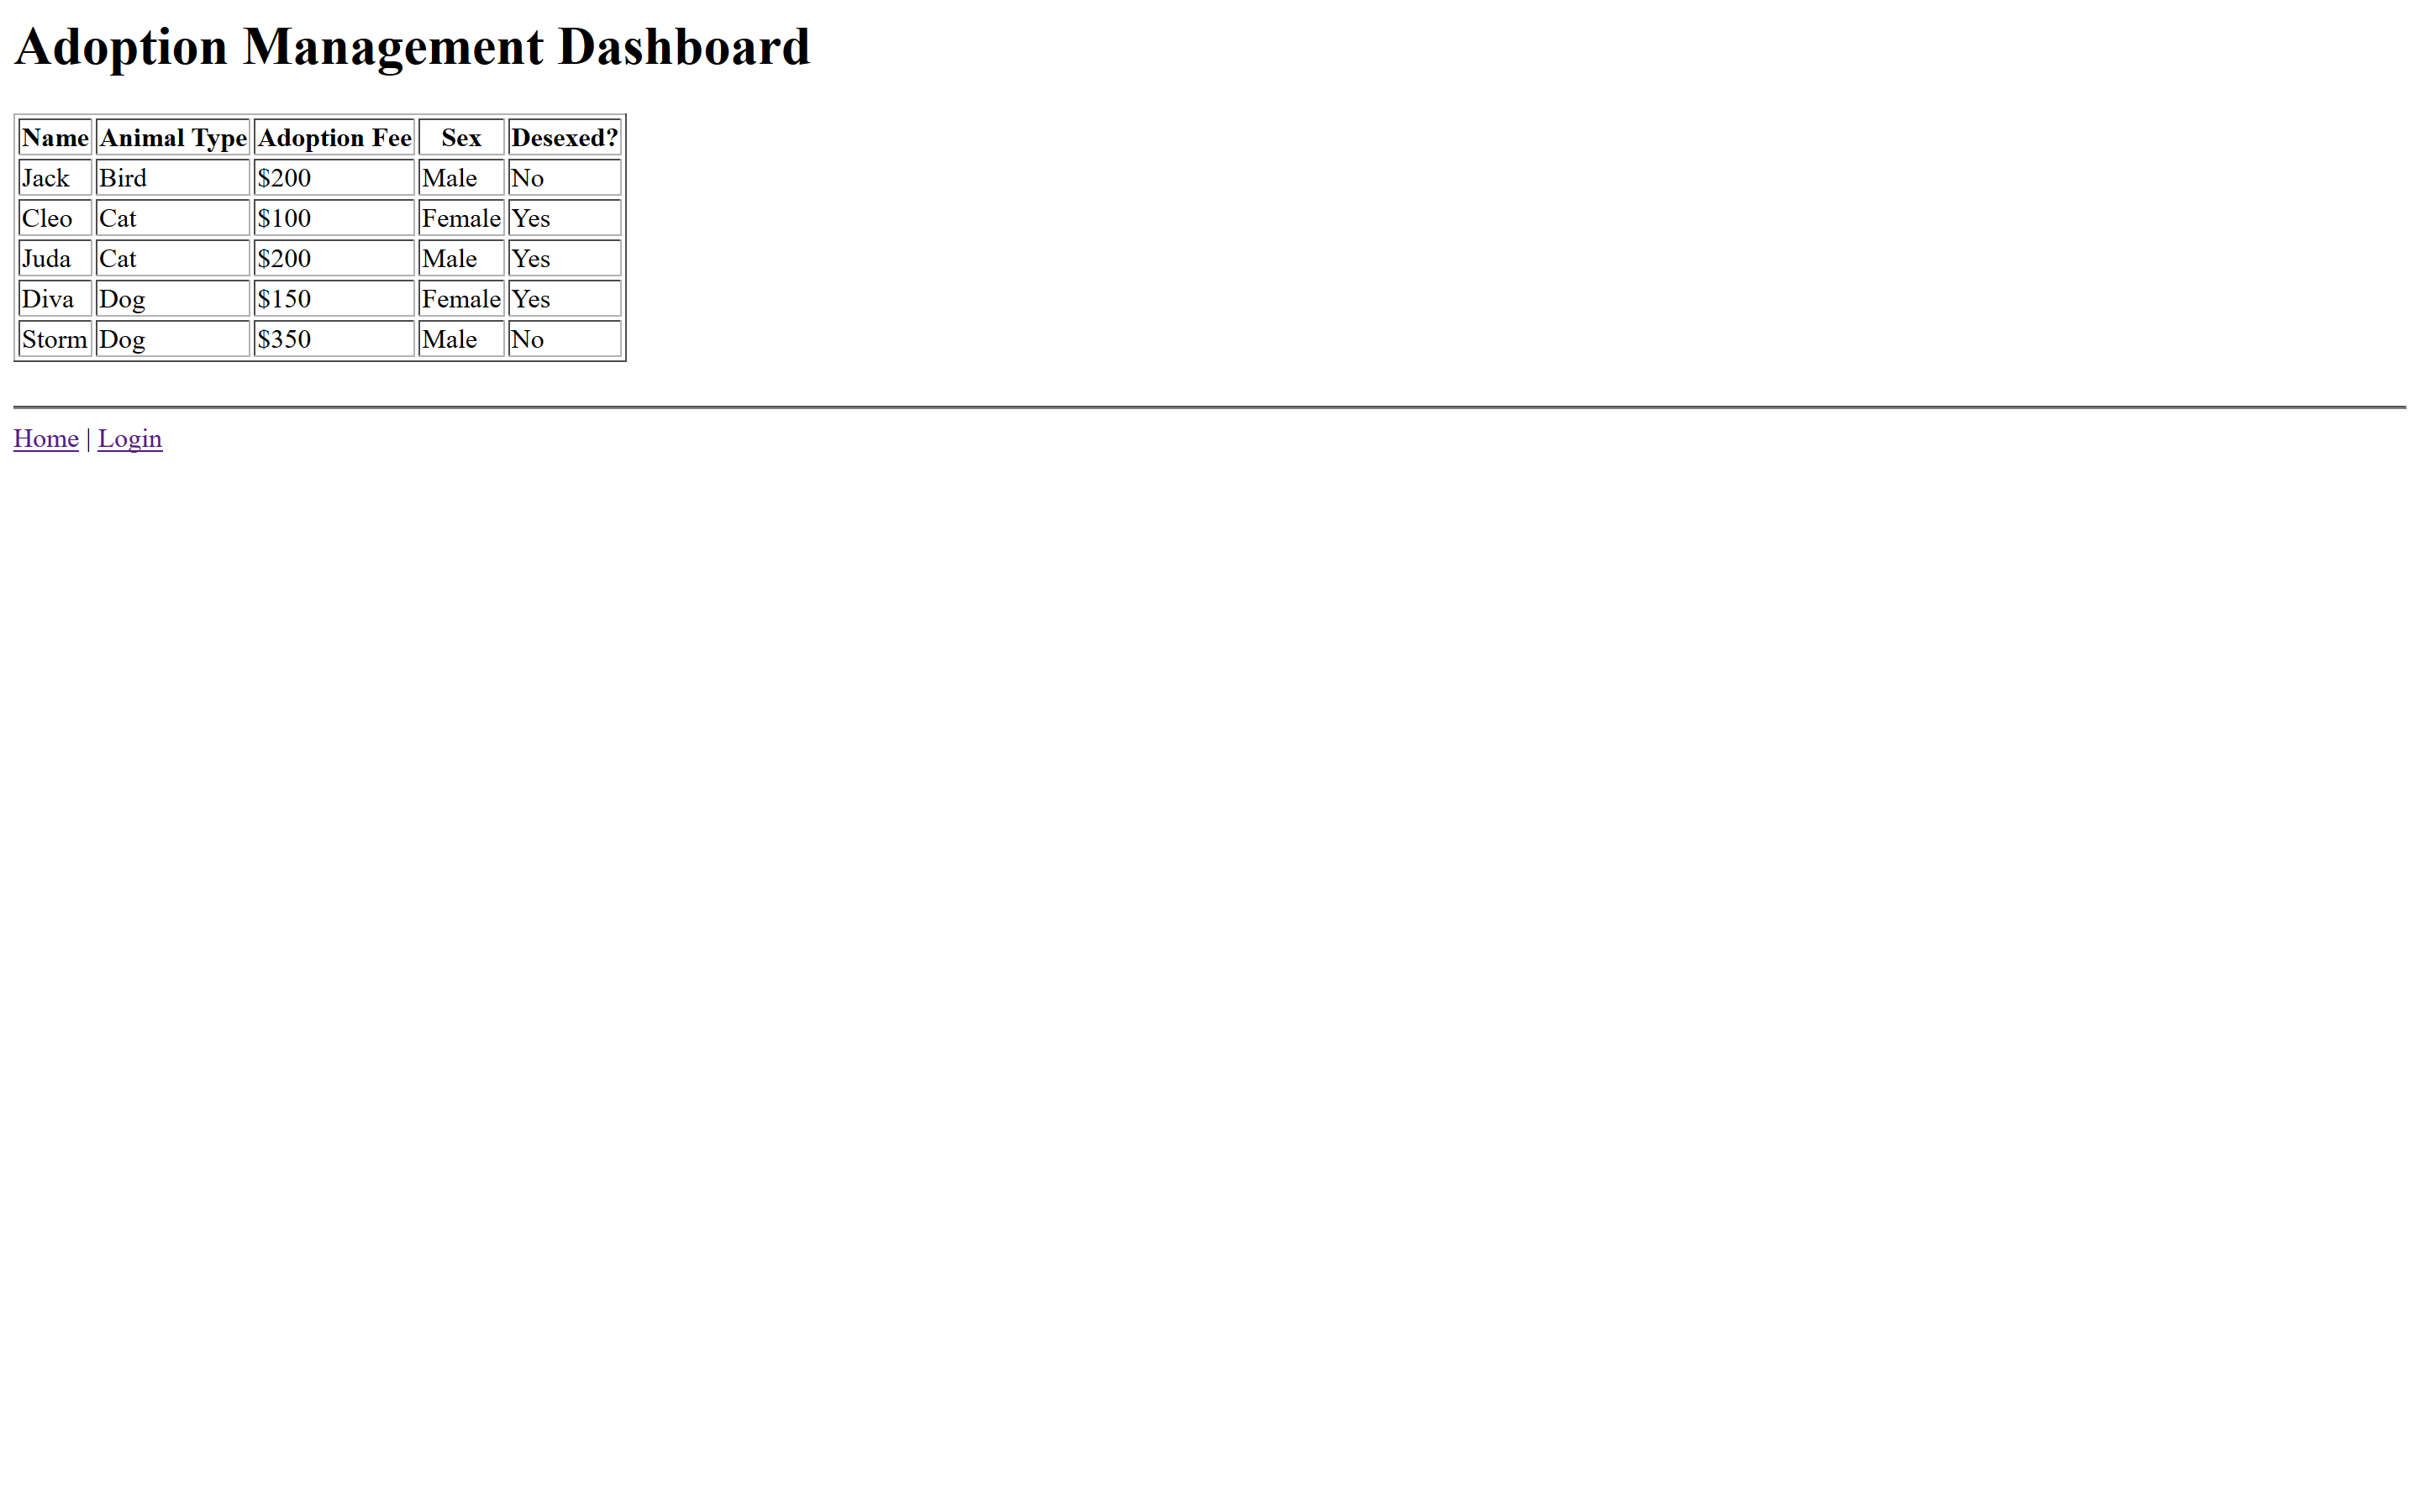 Adoption Management Dashboard
Name Animal Type Adoption Fee Sex Desexed?
Jack Bird $200 Male No
Cleo Cat $100 Female Yes
Juda Cat $200 Male Yes
Diva Dog $150 Female Yes
Storm Dog $350 Male No
Home | Login